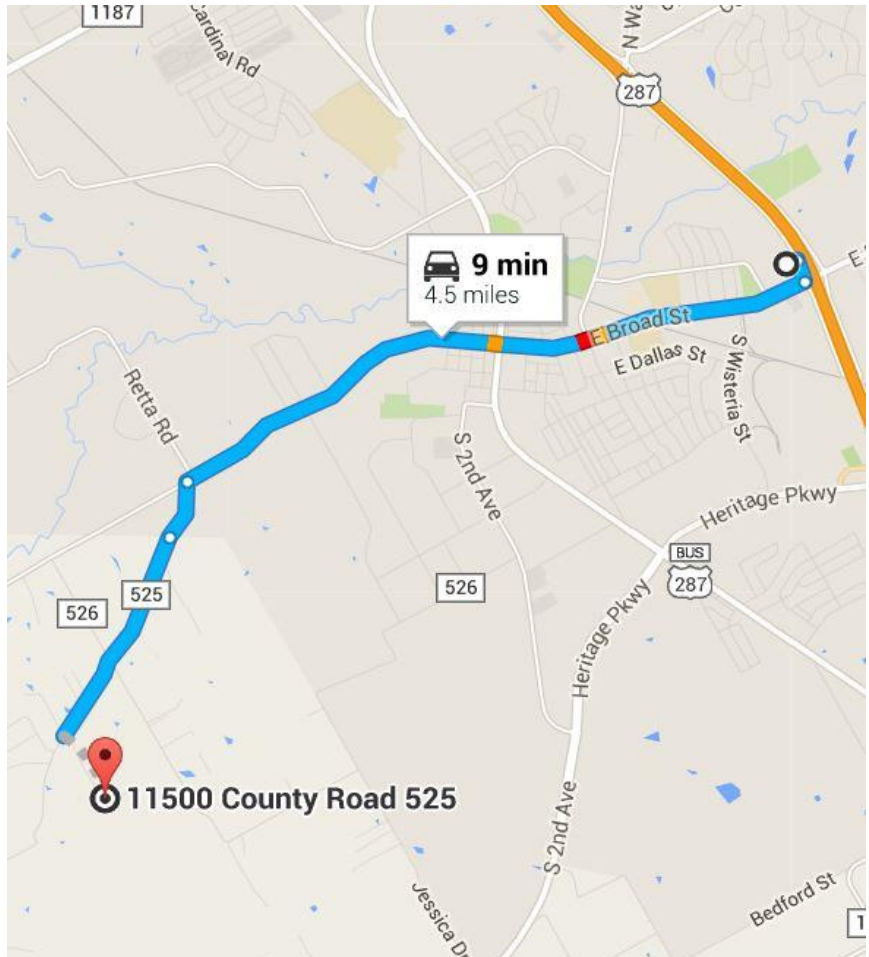 1187
Cardinal Rd
287
9 min
4.5 miles
E Broad St
E Dallas St
S Wisteria St
Retta Rd
S 2nd Ave
Heritage Pkwy
BUS
287
526
525
526
Heritage Pkwy
11500 County Road 525
S 2nd Ave
Jessica
Bedford St